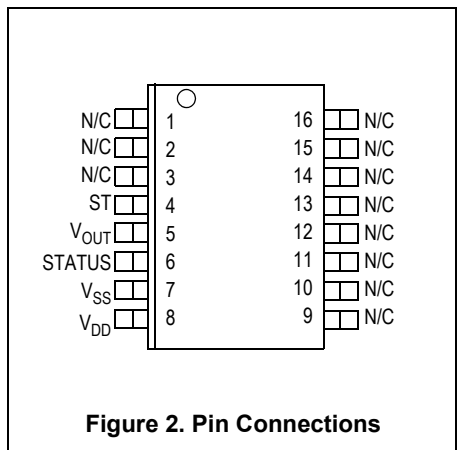 N/C 1 16 N/C
N/C 2 15 N/C
N/C 3 14 N/C
ST 4 13 N/C
VOUT 5 12 N/C
STATUS 6 11 N/C
VSS 7 10 N/C
VDD 8 9 N/C
Figure 2. Pin Connections